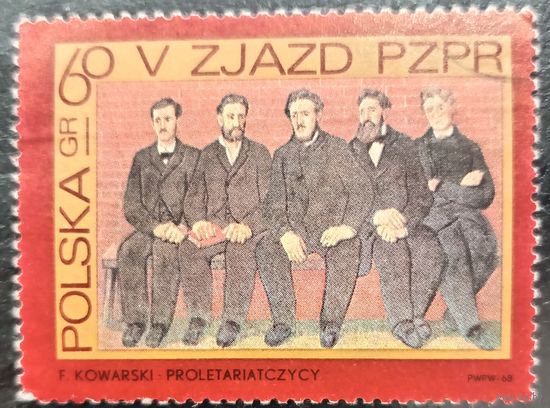 60 V ZJAZD PZPR
POLSKA GR
F. KOWARSKI - PROLETARIATCZYCY
PWPW - 68